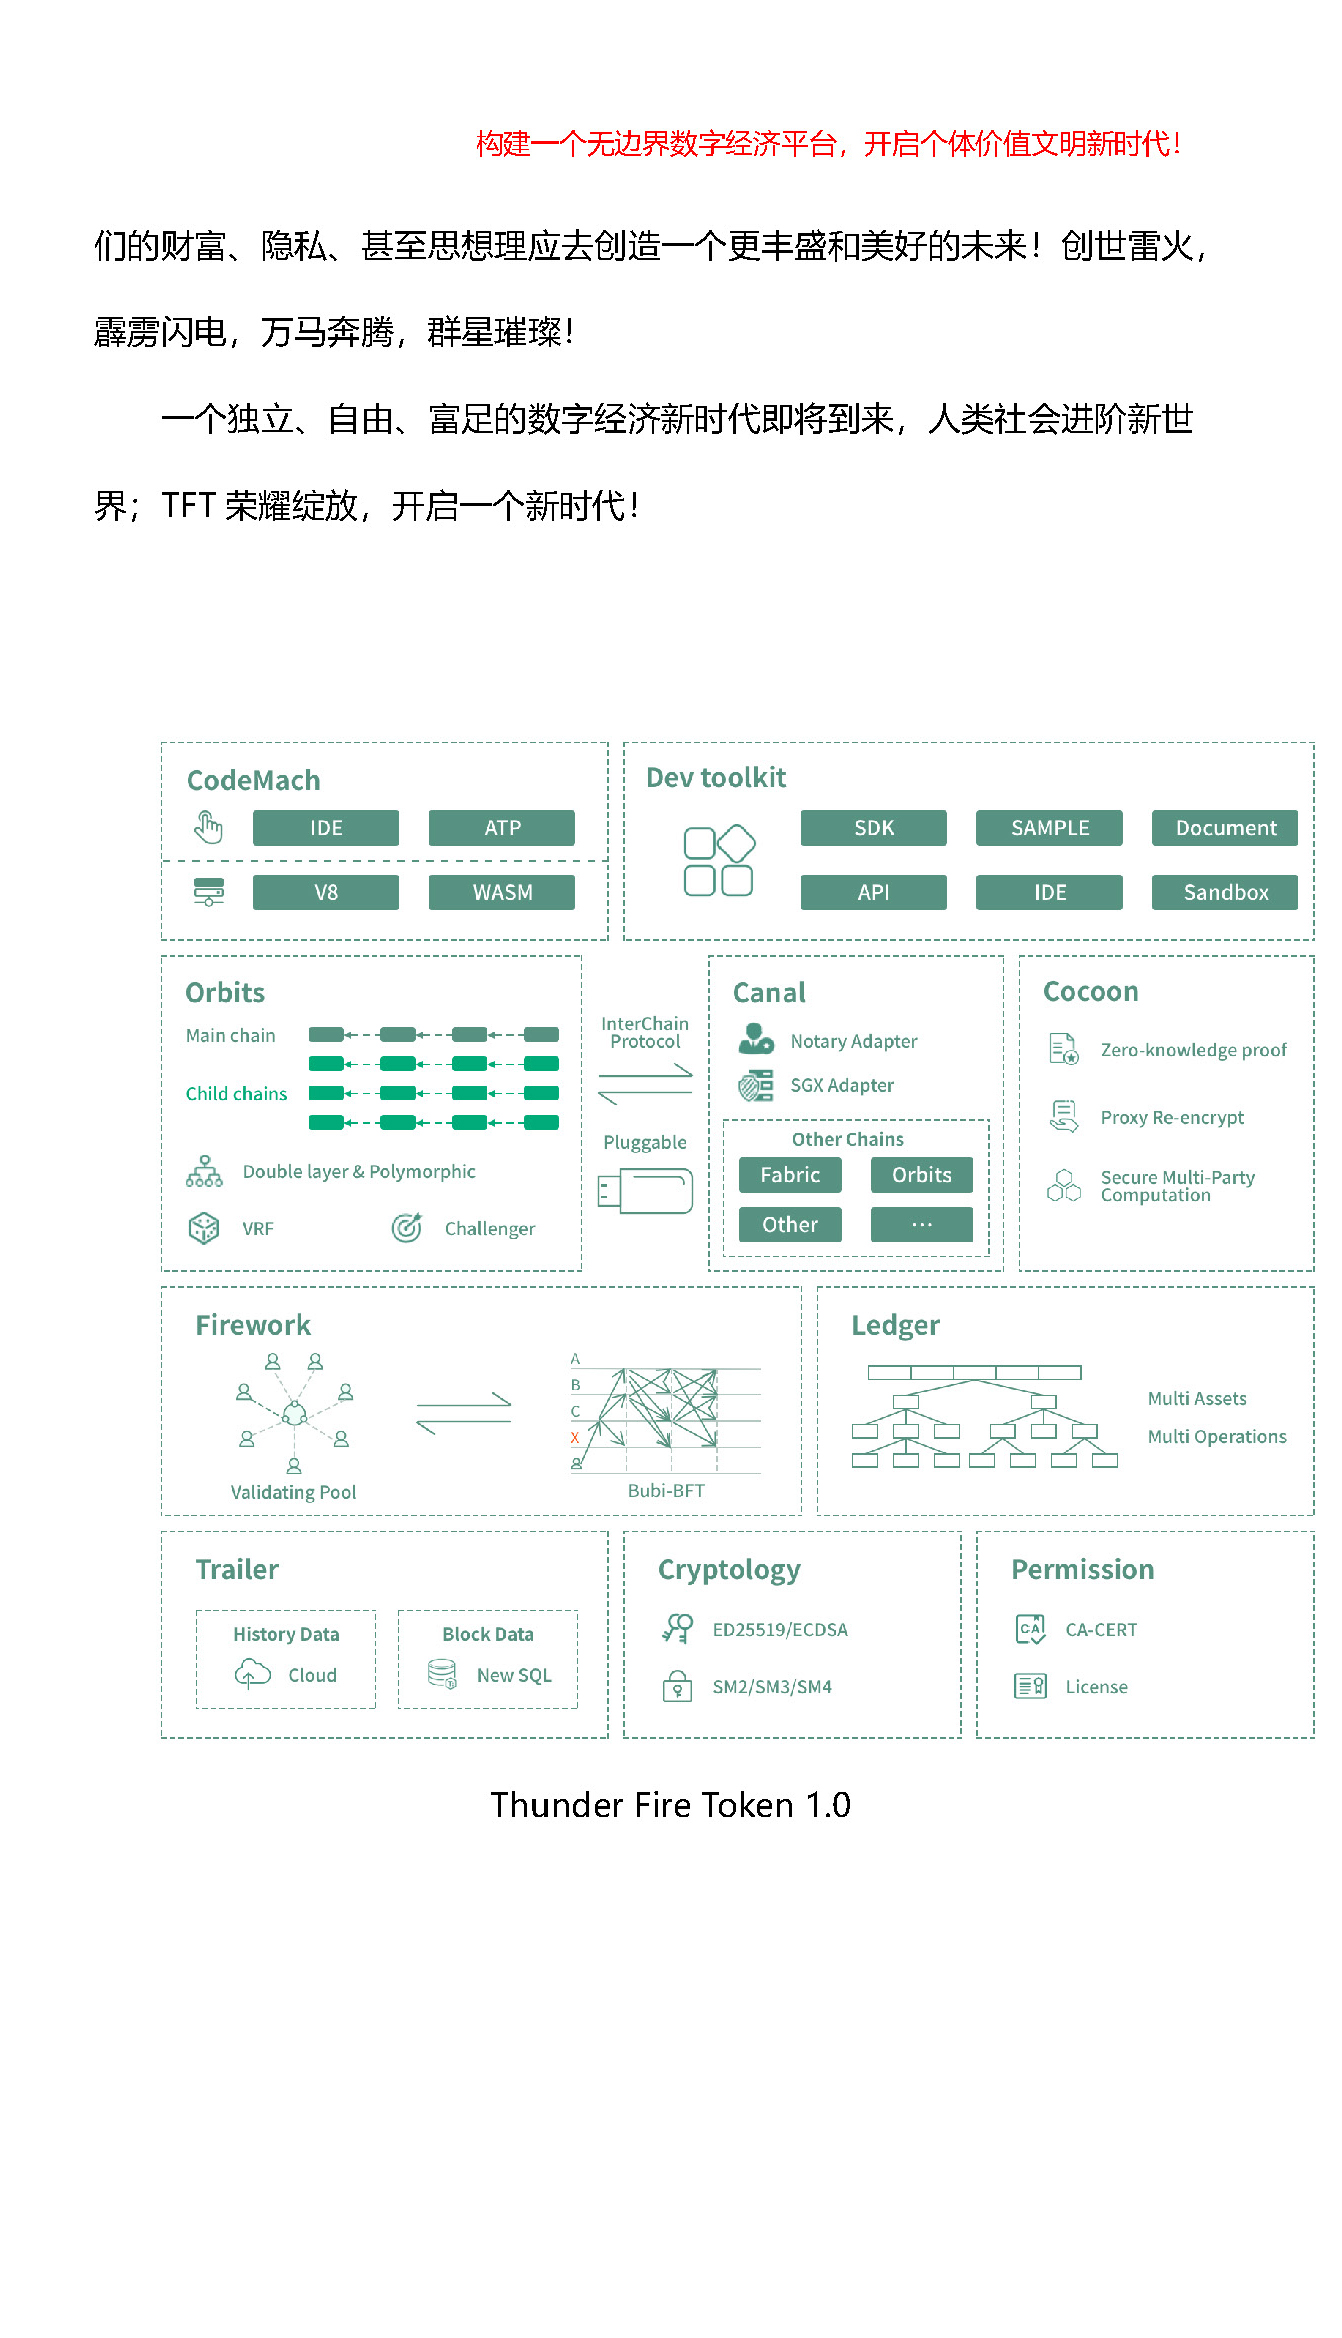 构建一个无边界数字经济平台，开启个体价值文明新时代！
们的财富、隐私、甚至思想理应去创造一个更丰盛和美好的未来！创世雷火，
霹雳闪电，万马奔腾，群星璀璨！
一个独立、自由、富足的数字经济新时代即将到来，人类社会进阶新世
界；TFT 荣耀绽放，开启一个新时代！
CodeMach
IDE ATP
V8 WASM
Dev toolkit
SDK SAMPLE Document
API IDE Sandbox
Orbits
Main chain
Child chains
Double layer & Polymorphic
VRF Challenger
InterChain
Protocol
Pluggable
Canal
Notary Adapter
SGX Adapter
Other Chains
Fabric Orbits
Other ...
Cocoon
Zero-knowledge proof
Proxy Re-encrypt
Secure Multi-Party
Computation
Firework
Validating Pool
A
B
C
X
Bubi-BFT
Ledger
Multi Assets
Multi Operations
Trailer
History Data
Cloud
Block Data
New SQL
Cryptology
ED25519/ECDSA
SM2/SM3/SM4
Permission
CA
CA-CERT
License
Thunder Fire Token 1.0